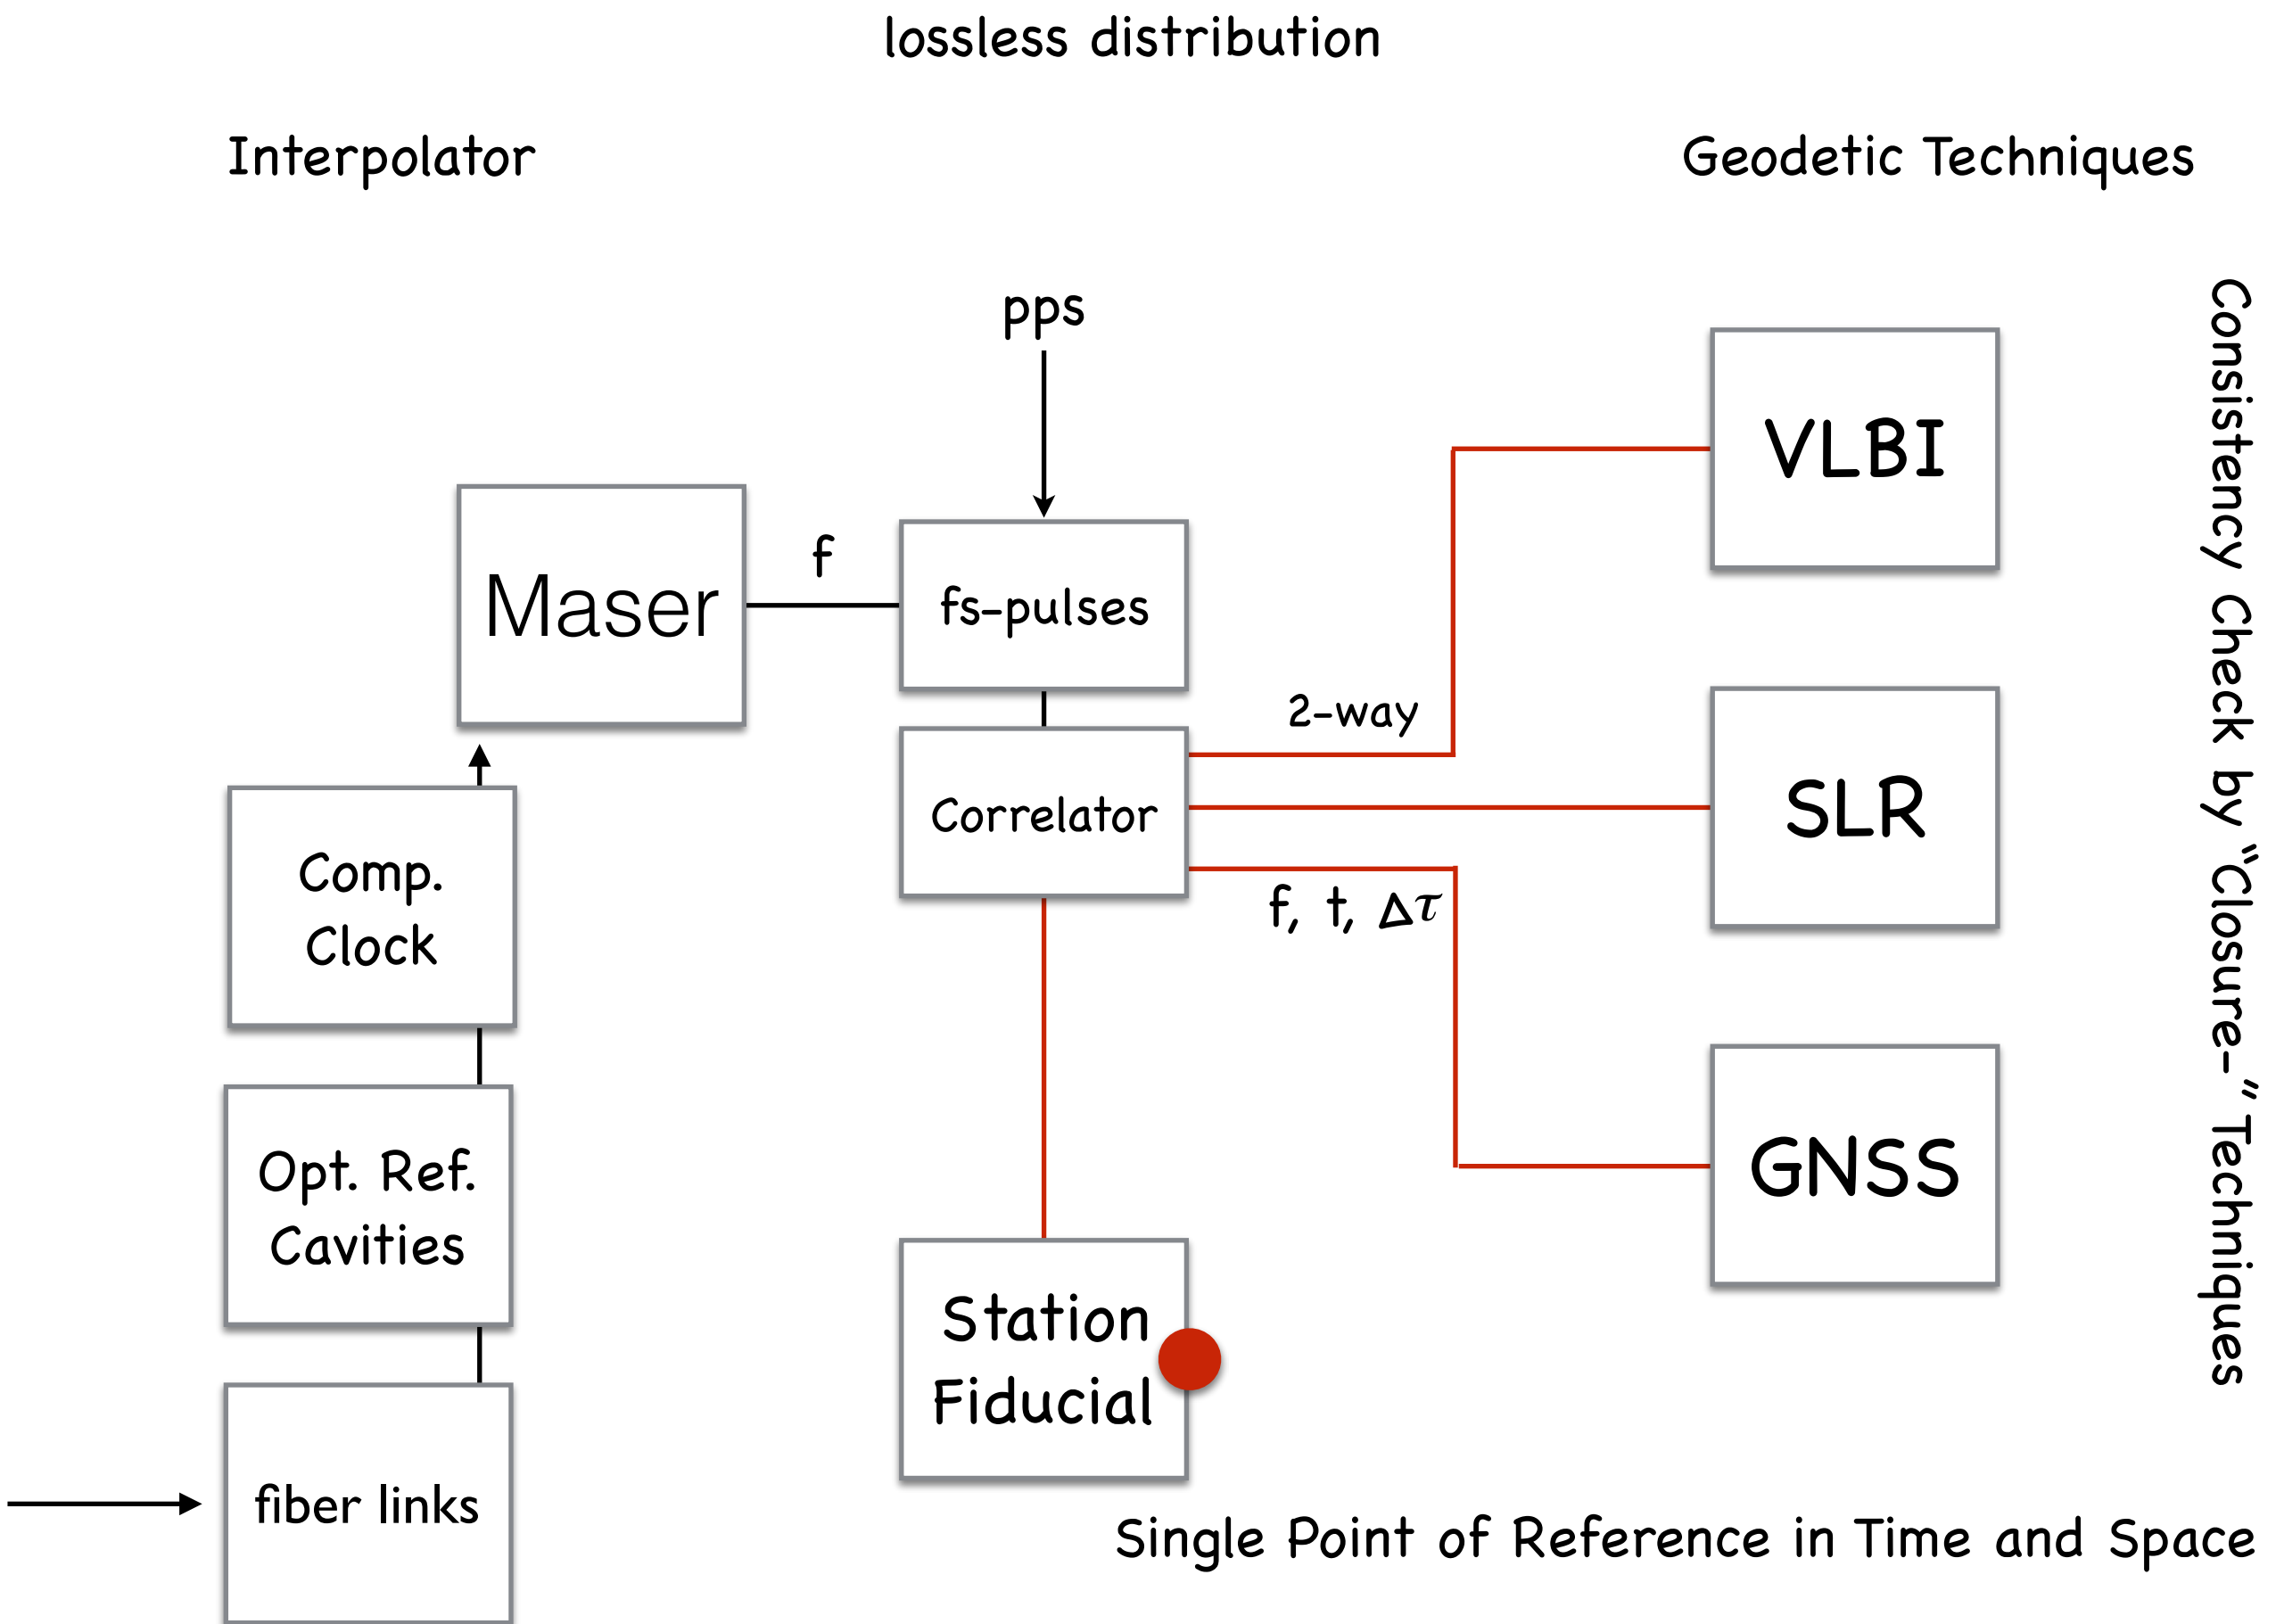 lossless distribution
Interpolator
Geodetic Techniques
pps
Maser
f
fs-pulses
VLBI
2-way
Correlator
SLR
f, t, Δτ
Comp.
Clock
Opt. Ref.
Cavities
GNSS
Station
Fiducial
fiber links
Single Point of Reference in Time and Space
Consistency Check by “Closure-” Techniques